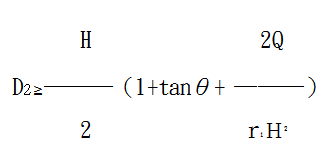 H 2Q
D₂≥——— (1+tanθ+ ———)
2 r₁H²